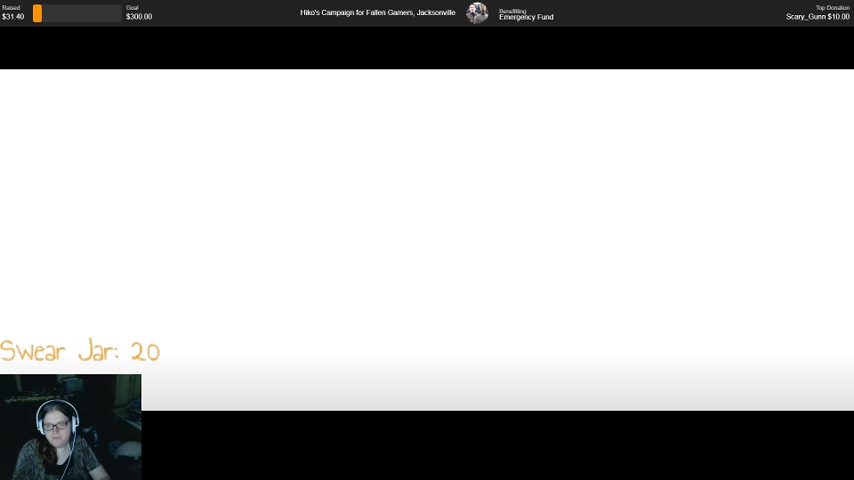 Raised
$31.40
Goal
$300.00
Hiko's Campaign for Fallen Gamers, Jacksonville
Benefitting
Emergency Fund
Top Donation
Scary_Gunn $10.00
Swear Jar: 20